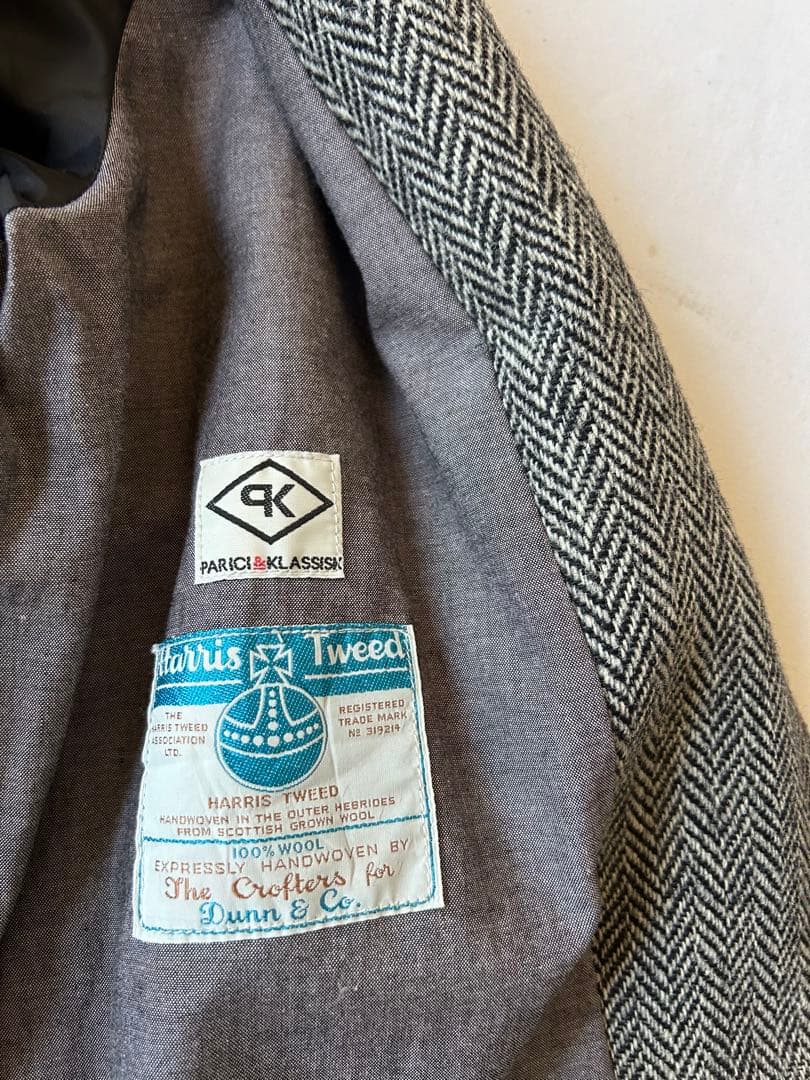 PK
PARICI&KLASSISK
Harris Tweed
THE
HARRIS TWEED
ASSOCIATION
LTD.
REGISTERED
TRADE MARK
No 319214
HARRIS TWEED
HANDWOVEN IN THE OUTER HEBRIDES
FROM SCOTTISH GROWN WOOL
100% WOOL
EXPRESSLY HANDWOVEN BY
The Crofters for
Dunn & Co.